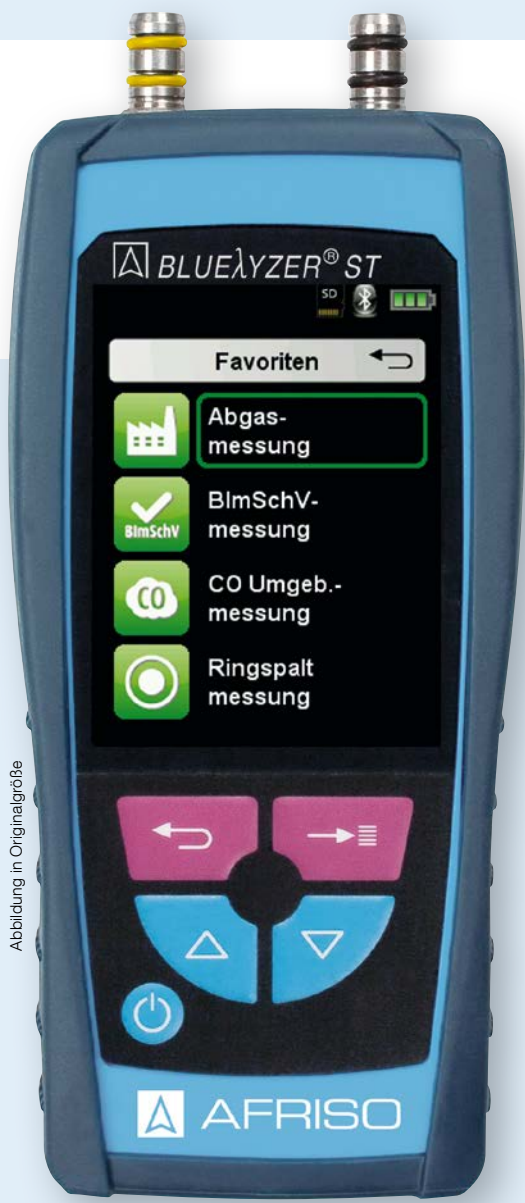 BLUEλYZER® ST
SD
Favoriten
Abgas-
messung
BImSchV
BImSchV-
messung
CO
CO Umgeb.-
messung
Ringspalt
messung
Abbildung in Originalgröße
AFRISO